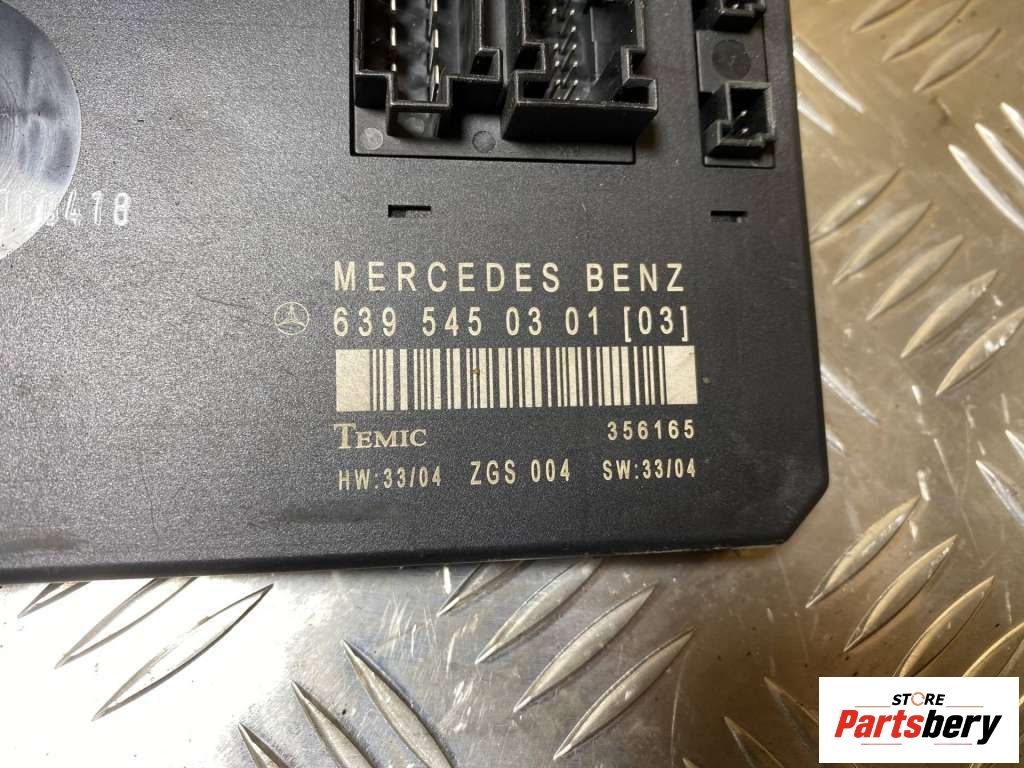 418
MERCEDES BENZ
639 545 03 01 [03]
TEMIC 356165
HW:33/04 ZGS 004 SW:33/04
STORE
Partsbery